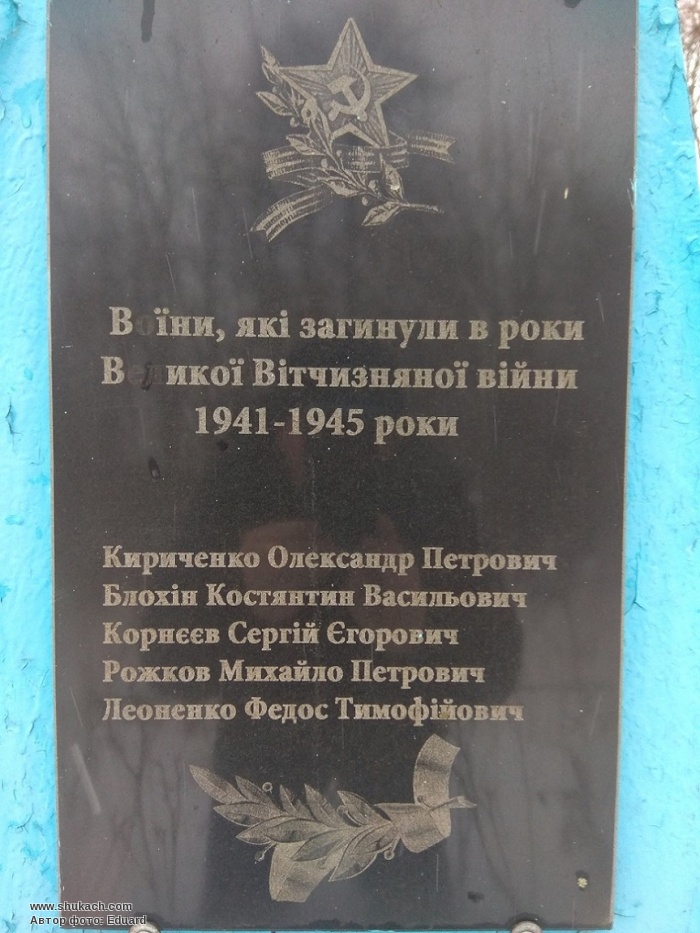 Воїни, які загинули в роки
Великої Вітчизняної війни
1941-1945 роки
Кириченко Олександр Петрович
Блохін Костянтин Васильович
Корнєєв Сергій Єгорович
Рожков Михайло Петрович
Леоненко Федос Тимофійович
www.shukach.com
Автор фото: Eduard